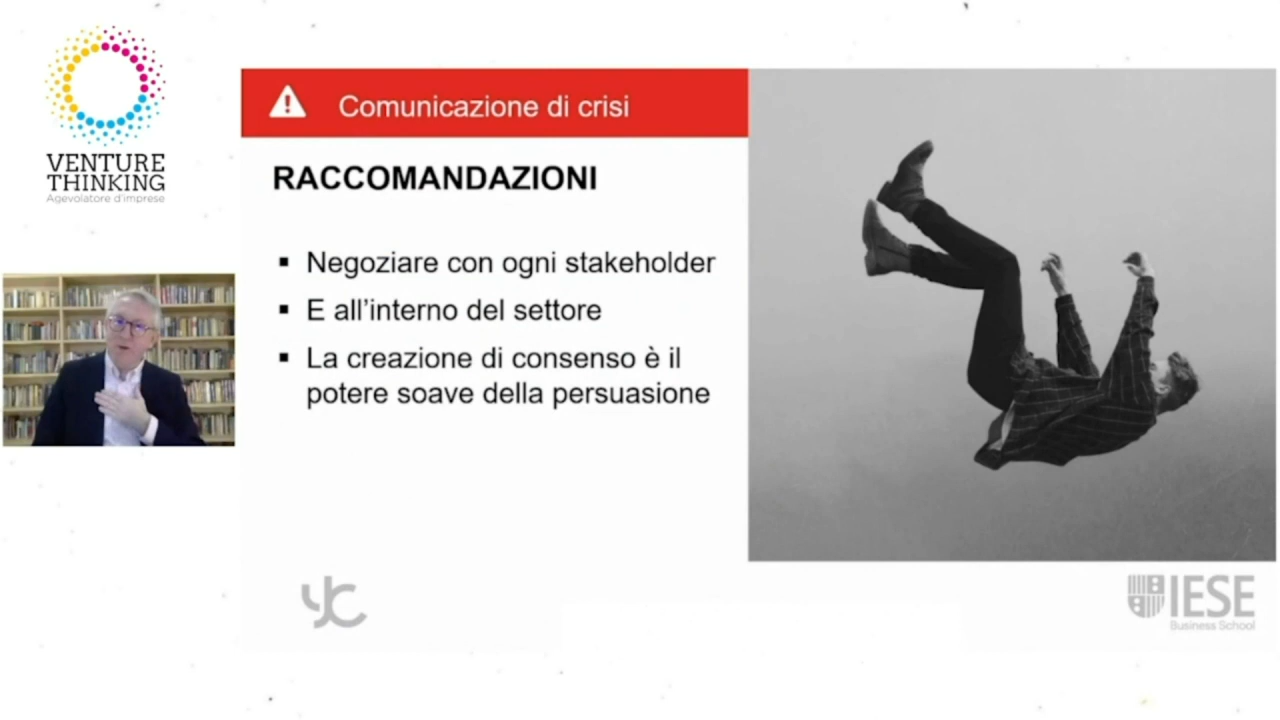 VENTURE
THINKING
Agevolatore d'imprese
Comunicazione di crisi
RACCOMANDAZIONI
▪ Negoziare con ogni stakeholder
▪ E all'interno del settore
▪ La creazione di consenso è il
potere soave della persuasione
yc
IESE
Business School